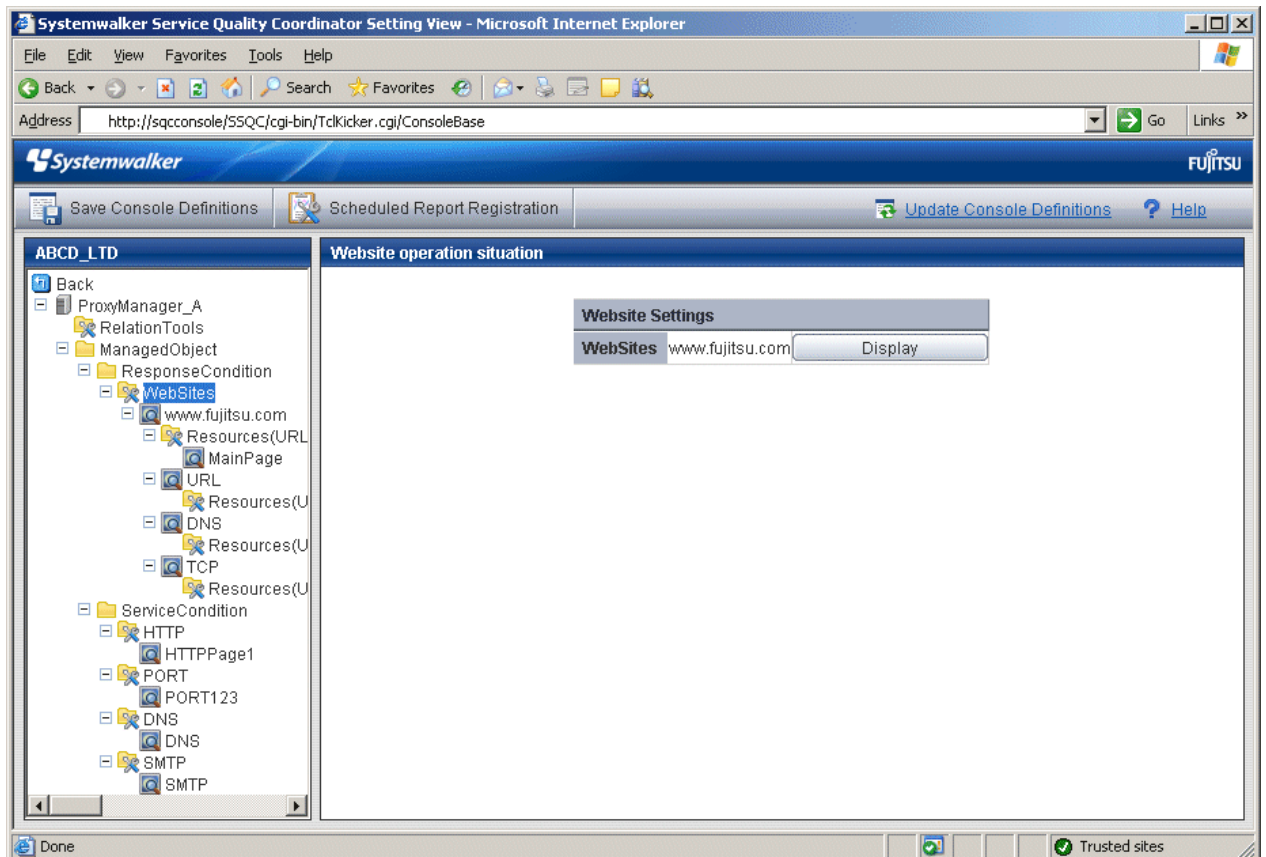 Systemwalker Service Quality Coordinator Setting View - Microsoft Internet Explorer
File Edit View Favorites Tools Help
Back Search Favorites
Address http://sqcconsole/SSQC/cgi-bin/TclKicker.cgi/ConsoleBase Go Links »
Systemwalker FUJITSU
Save Console Definitions Scheduled Report Registration Update Console Definitions ? Help
ABCD_LTD
Back
ProxyManager_A
RelationTools
ManagedObject
ResponseCondition
WebSites
www.fujitsu.com
Resources(URL
MainPage
URL
Resources(U
DNS
Resources(U
TCP
Resources(U
ServiceCondition
HTTP
HTTPPage1
PORT
PORT123
DNS
DNS
SMTP
SMTP
Website operation situation
Website Settings
WebSites www.fujitsu.com Display
Done Trusted sites